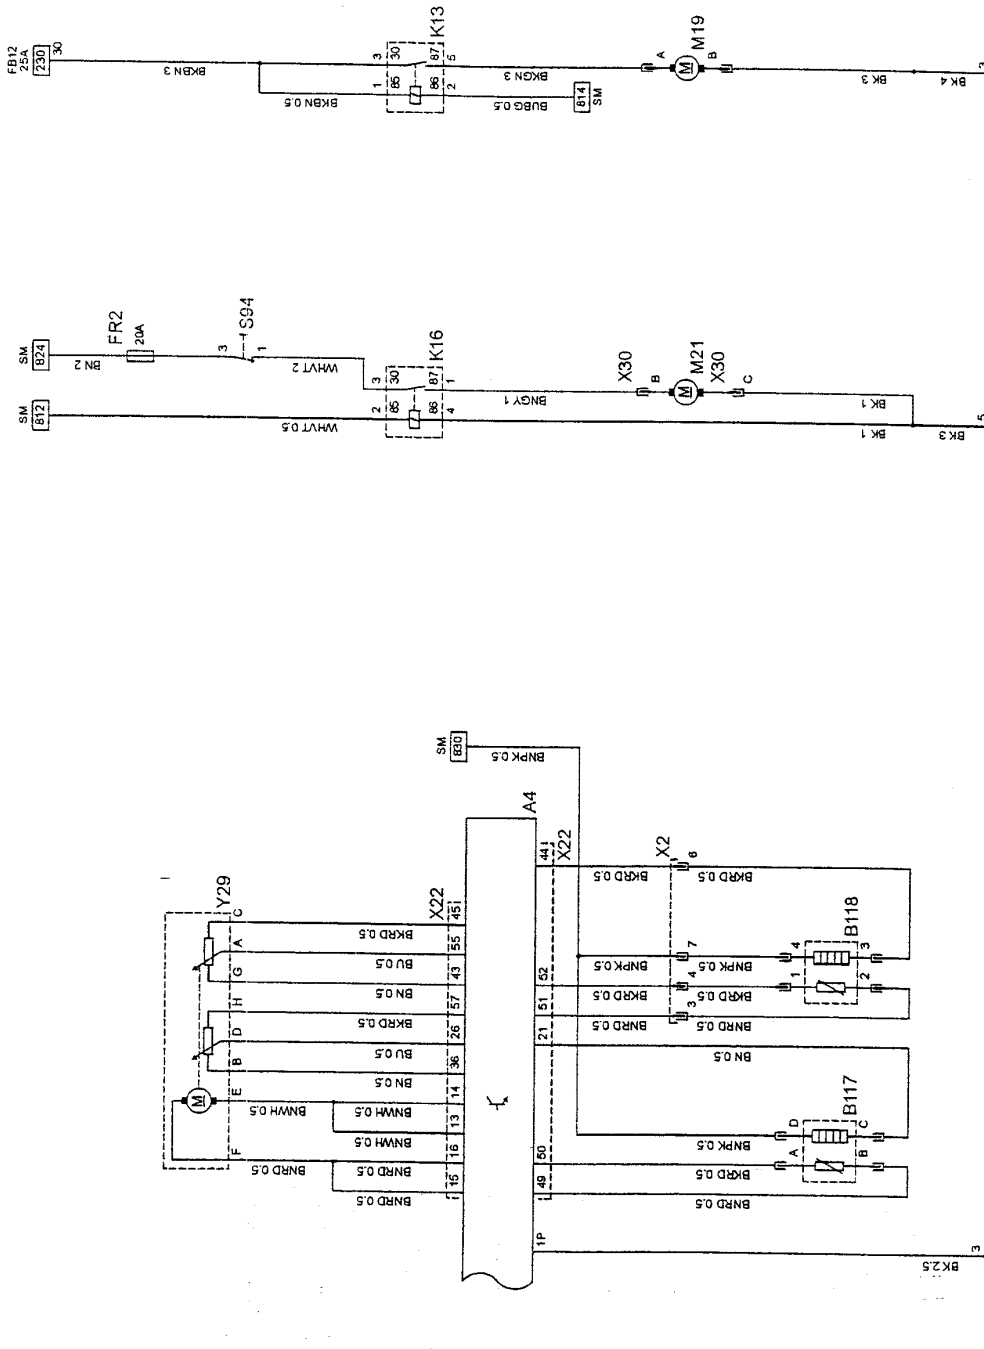 FB12
25A
230
30
BKBN 3
BKBN 0.5
3
30
1
85
K13
87
5
86
2
BKGN 3
BUBG 0.5
814
SM
A
M
M19
B
BK 3
BK 4
3
SM
824
BN 2
FR2
20A
3
S94
1
WHVT 2
SM
812
WHVT 0.5
3
30
2
85
K16
87
1
86
4
BNGY 1
X30
B
M
M21
X30
C
BK 1
BK 1
BK 3
5
SM
830
BNPK 0.5
A4
Y29
M
C
A
G
H
D
B
E
F
BKRD 0.5
BU 0.5
BN 0.5
BKRD 0.5
BU 0.5
BN 0.5
BNWH 0.5
BNWH 0.5
BNWH 0.5
BNRD 0.5
BNRD 0.5
BNRD 0.5
X22
45
55
43
57
26
36
14
13
16
15
X22
44
52
51
21
50
49
1P
BKRD 0.5
BNPK 0.5
BKRD 0.5
BNRD 0.5
X2
6
7
4
3
BKRD 0.5
BNPK 0.5
BKRD 0.5
BNRD 0.5
B118
4
1
3
2
BN 0.5
BNPK 0.5
BKRD 0.5
BNRD 0.5
B117
D
A
C
B
BK 2.5
3